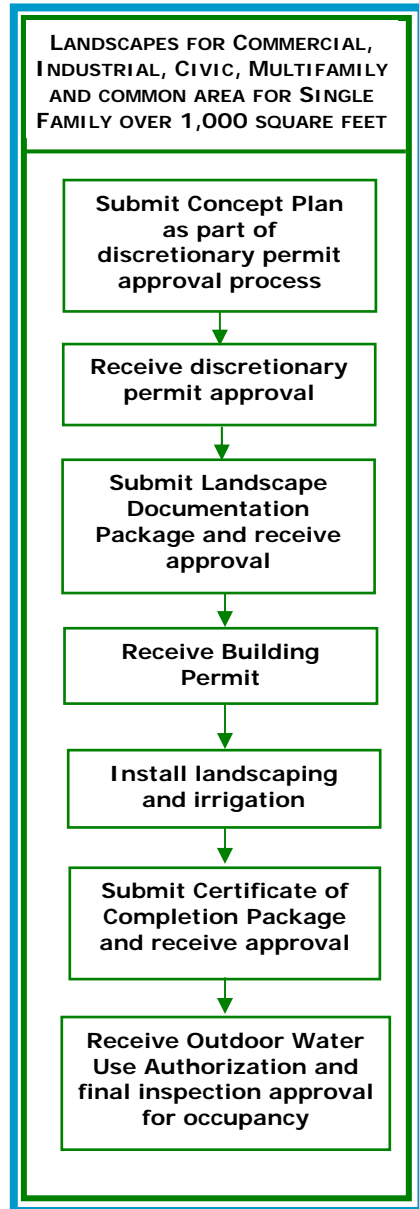 LANDSCAPES FOR COMMERCIAL,
INDUSTRIAL, CIVIC, MULTIFAMILY
AND COMMON AREA FOR SINGLE
FAMILY OVER 1,000 SQUARE FEET
Submit Concept Plan
as part of
discretionary permit
approval process
Receive discretionary
permit approval
Submit Landscape
Documentation
Package and receive
approval
Receive Building
Permit
Install landscaping
and irrigation
Submit Certificate of
Completion Package
and receive approval
Receive Outdoor Water
Use Authorization and
final inspection approval
for occupancy